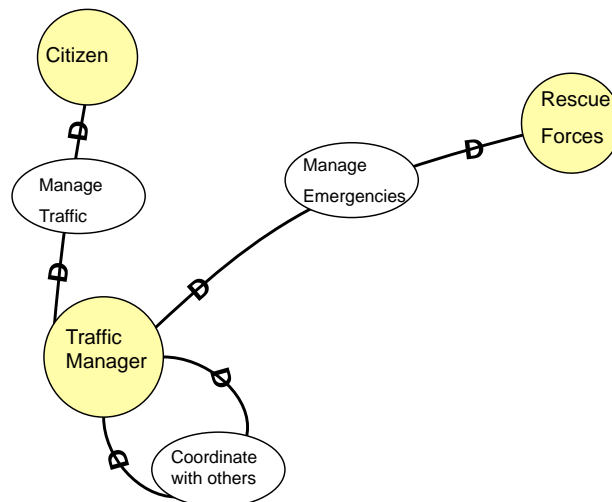 Citizen
D
Rescue
Forces
D
Manage
Emergencies
Manage
Traffic
D
D
Traffic
Manager
D
D
Coordinate
with others